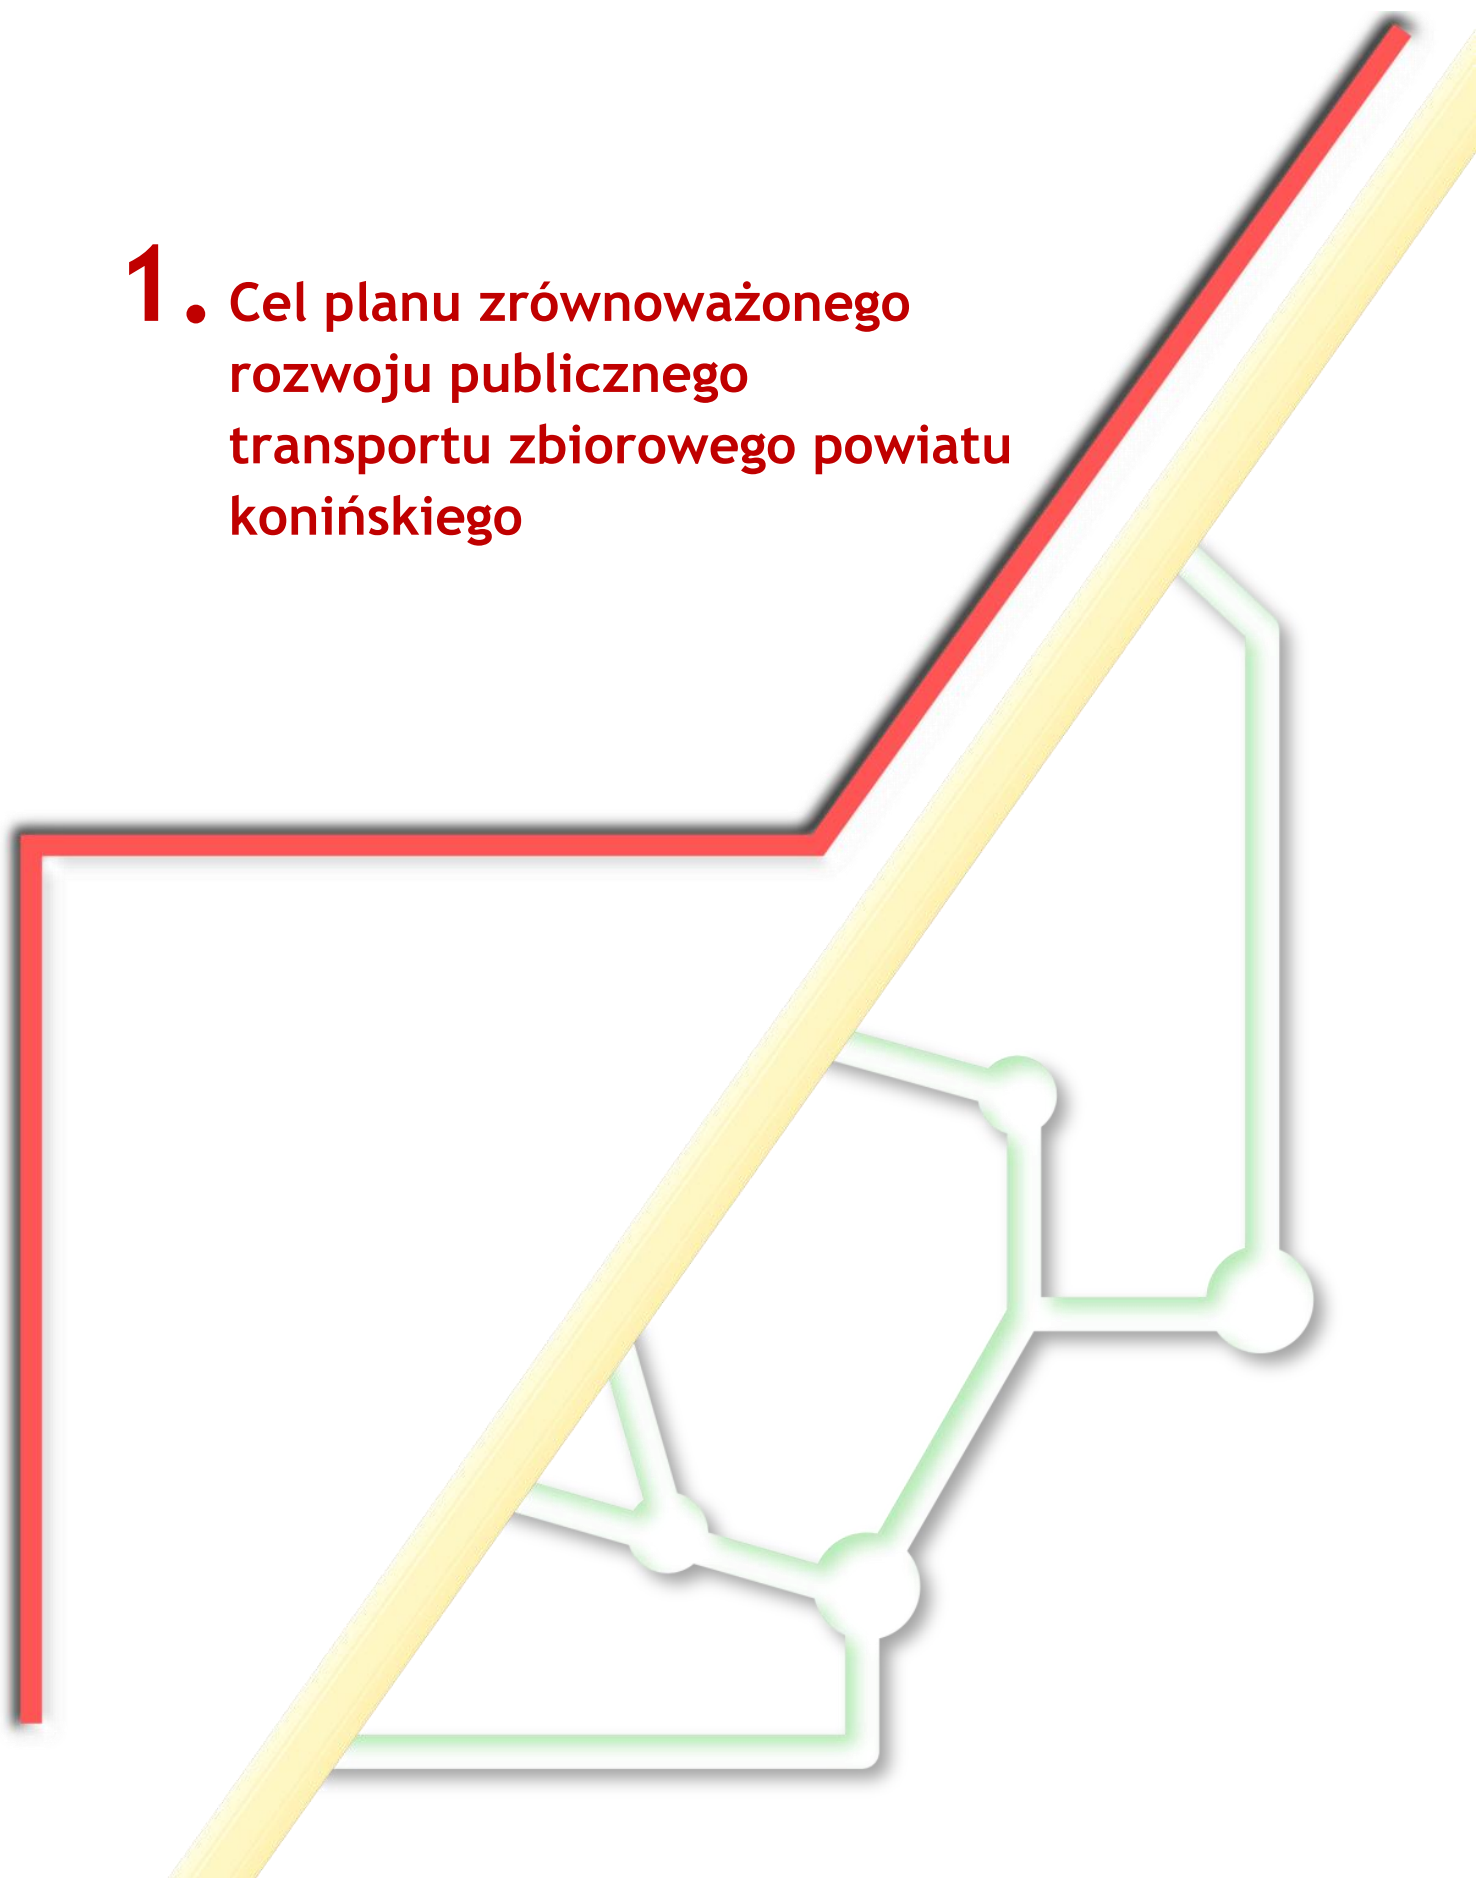 1. Cel planu zrównoważonego
rozwoju publicznego
transportu zbiorowego powiatu
konińskiego